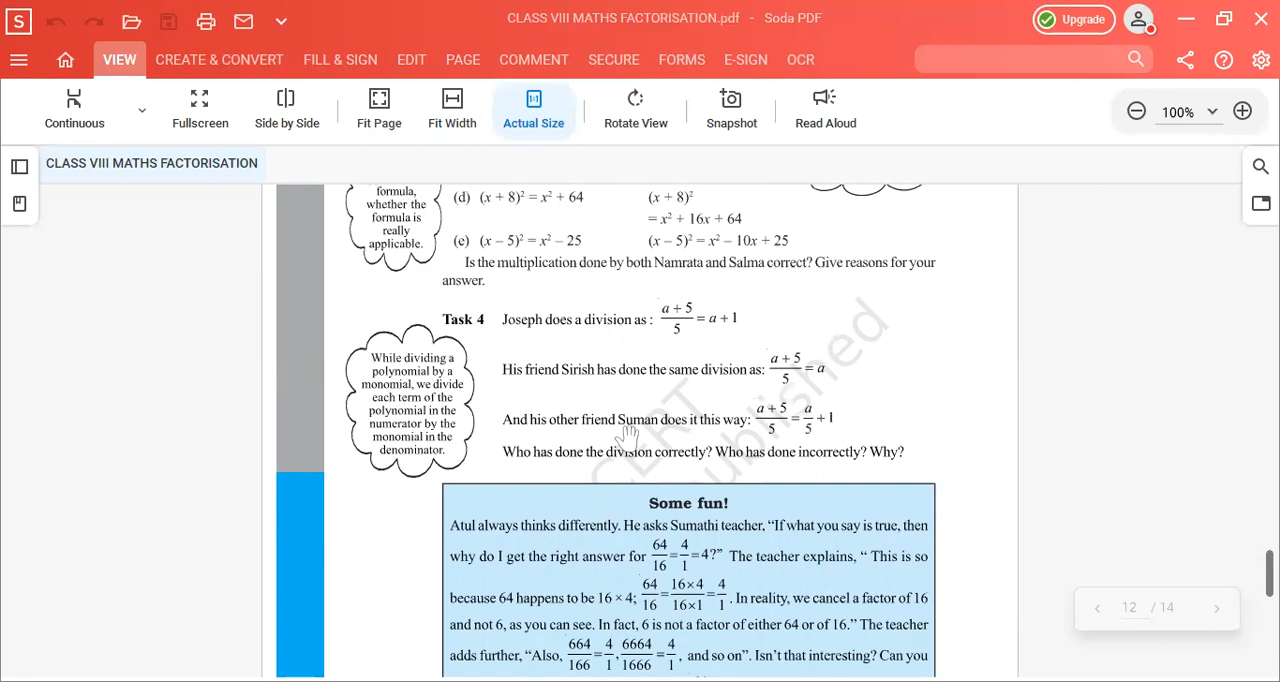 S
CLASS VIII MATHS FACTORISATION.pdf - Soda PDF
Upgrade
VIEW CREATE & CONVERT FILL & SIGN EDIT PAGE COMMENT SECURE FORMS E-SIGN OCR
Continuous Fullscreen Side by Side Fit Page Fit Width Actual Size Rotate View Snapshot Read Aloud 100%
CLASS VIII MATHS FACTORISATION
formula,
whether the
formula is
really
applicable.
(d) (x + 8)² = x² + 64 (x + 8)²
= x² + 16x + 64
(e) (x – 5)² = x² – 25 (x – 5)² = x² – 10x + 25
Is the multiplication done by both Namrata and Salma correct? Give reasons for your
answer.
Task 4 Joseph does a division as : (a + 5)/5 = a + 1
While dividing a
polynomial by a
monomial, we divide
each term of the
polynomial in the
numerator by the
monomial in the
denominator.
His friend Sirish has done the same division as: (a + 5)/5 = a
And his other friend Suman does it this way: (a + 5)/5 = a/5 + 1
Who has done the division correctly? Who has done incorrectly? Why?
Some fun!
Atul always thinks differently. He asks Sumathi teacher, “If what you say is true, then
why do I get the right answer for 64/16 = 4/1 = 4?” The teacher explains, “ This is so
because 64 happens to be 16 × 4; 64/16 = 16×4/16×1 = 4/1. In reality, we cancel a factor of 16
and not 6, as you can see. In fact, 6 is not a factor of either 64 or of 16.” The teacher
adds further, “Also, 664/166 = 4/1, 6664/1666 = 4/1, and so on”. Isn’t that interesting? Can you
12 / 14